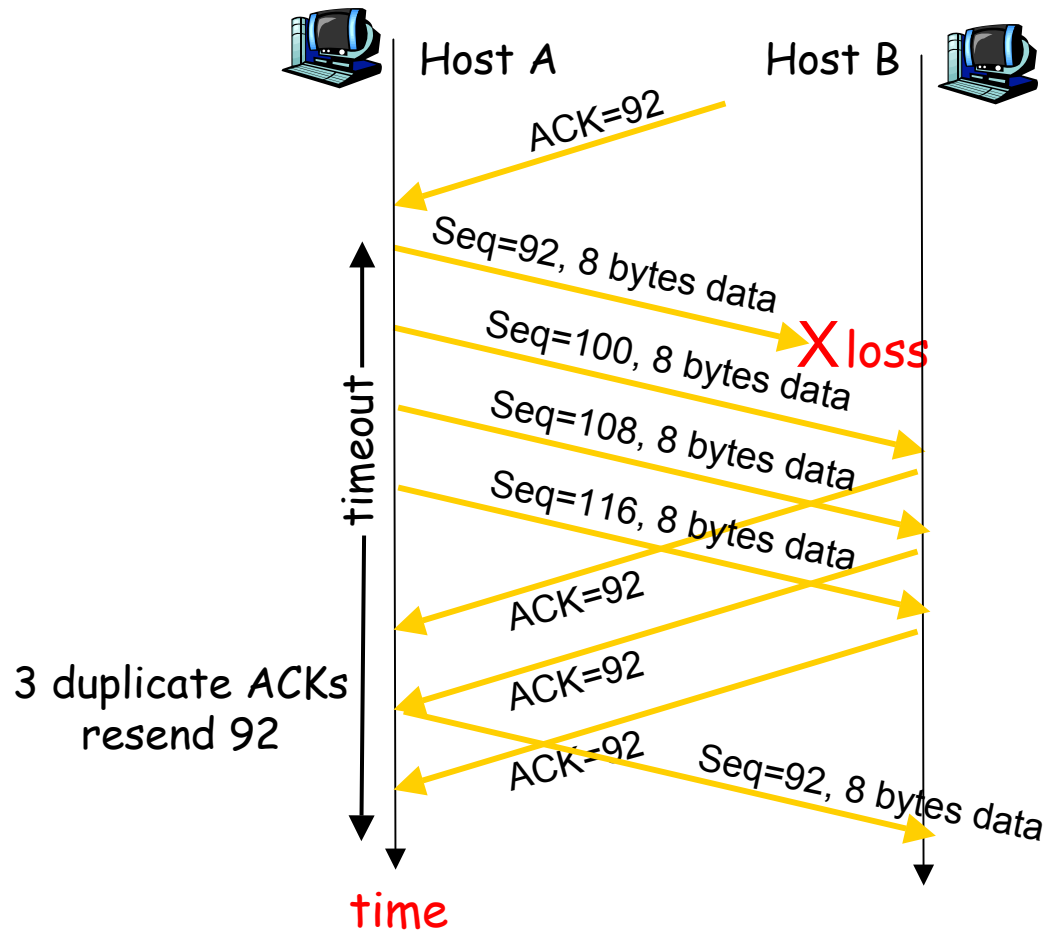 Host A
Host B
ACK=92
Seq=92, 8 bytes data
X loss
Seq=100, 8 bytes data
Seq=108, 8 bytes data
Seq=116, 8 bytes data
timeout
ACK=92
ACK=92
3 duplicate ACKs
resend 92
ACK=92
Seq=92, 8 bytes data
time